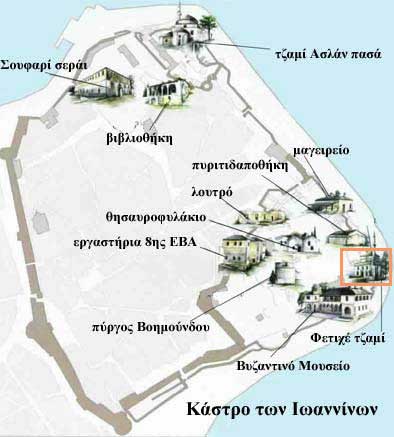 τζαμί Ασλάν πασά
Σουφαρί σεράι
βιβλιοθήκη
μαγειρείο
πυριτιδαποθήκη
λουτρό
θησαυροφυλάκιο
εργαστήρια 8ης ΕΒΑ
πύργος Βοημούνδου
Φετιχέ τζαμί
Βυζαντινό Μουσείο
Κάστρο των Ιωαννίνων